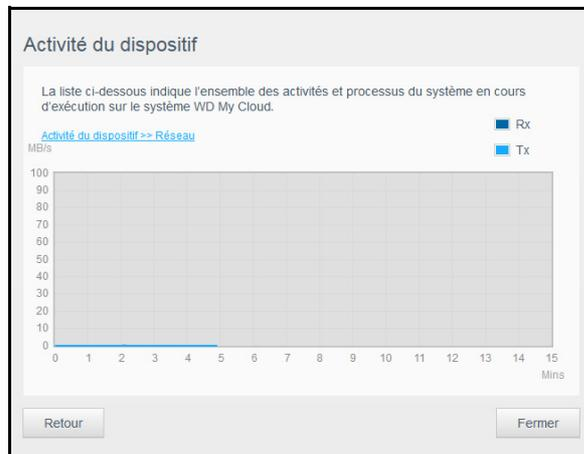 Activité du dispositif
La liste ci-dessous indique l'ensemble des activités et processus du système en cours
d'exécution sur le système WD My Cloud.
Activité du dispositif >> Réseau
Rx
Tx
MB/s
100
90
80
70
60
50
40
30
20
10
0
0 1 2 3 4 5 6 7 8 9 10 11 12 13 14 15
Mins
Retour Fermer